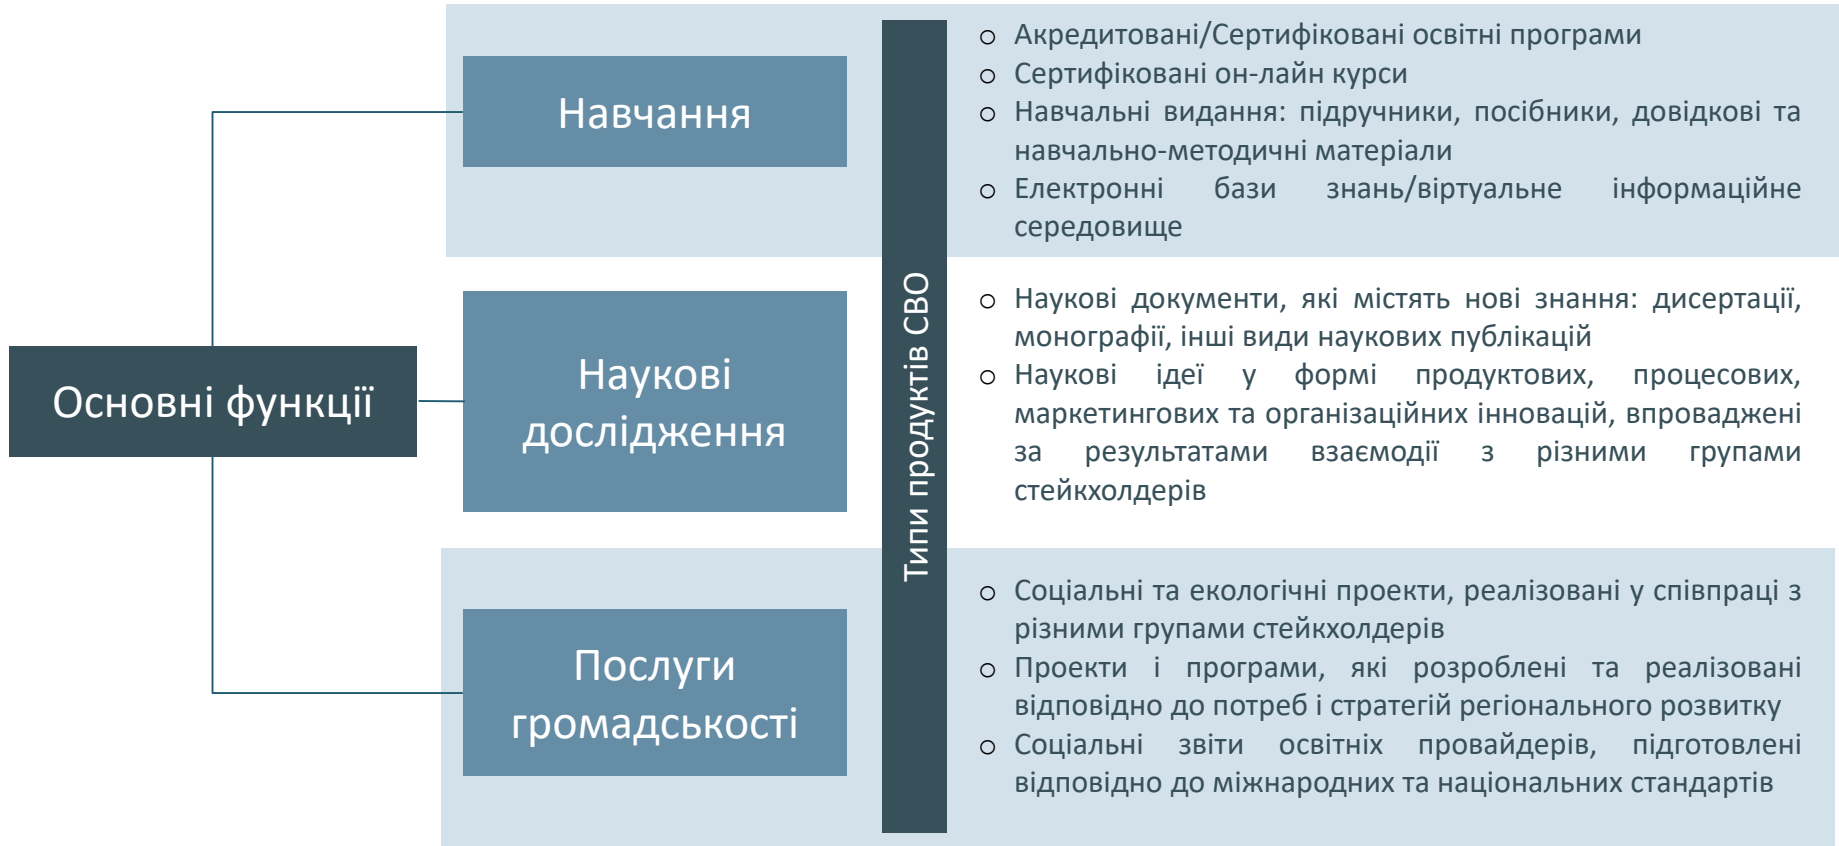 Основні функції
Навчання
Акредитовані/Сертифіковані освітні програми
Сертифіковані он-лайн курси
Навчальні видання: підручники, посібники, довідкові та
навчально-методичні матеріали
Електронні бази знань/віртуальне інформаційне
середовище
Типи продуктів СВО
Наукові
дослідження
Наукові документи, які містять нові знання: дисертації,
монографії, інші види наукових публікацій
Наукові ідеї у формі продуктових, процесових,
маркетингових та організаційних інновацій, впроваджені
за результатами взаємодії з різними групами
стейкхолдерів
Послуги
громадськості
Соціальні та екологічні проекти, реалізовані у співпраці з
різними групами стейкхолдерів
Проекти і програми, які розроблені та реалізовані
відповідно до потреб і стратегій регіонального розвитку
Соціальні звіти освітніх провайдерів, підготовлені
відповідно до міжнародних та національних стандартів